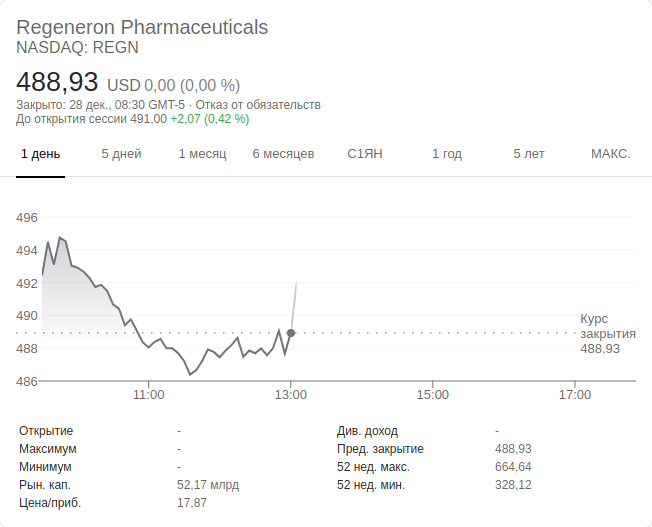 Regeneron Pharmaceuticals
NASDAQ: REGN
488,93 USD 0,00 (0,00 %)
Закрыто: 28 дек., 08:30 GMT-5 · Отказ от обязательств
До открытия сессии 491,00 +2,07 (0,42 %)
1 день 5 дней 1 месяц 6 месяцев С1ЯН 1 год 5 лет МАКС.
496
494
492
490
488
486
Курс
закрытия
488,93
11:00 13:00 15:00 17:00
Открытие -
Максимум -
Минимум -
Рын. кап. 52,17 млрд
Цена/приб. 17,87
Див. доход -
Пред. закрытие 488,93
52 нед. макс. 664,64
52 нед. мин. 328,12